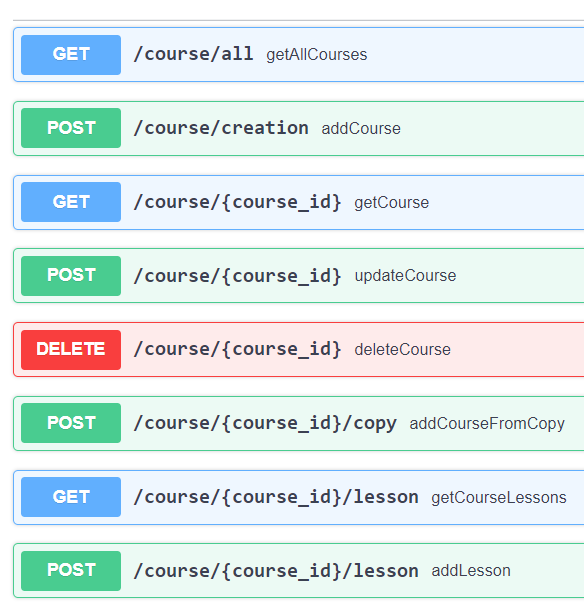 GET /course/all getAllCourses
POST /course/creation addCourse
GET /course/{course_id} getCourse
POST /course/{course_id} updateCourse
DELETE /course/{course_id} deleteCourse
POST /course/{course_id}/copy addCourseFromCopy
GET /course/{course_id}/lesson getCourseLessons
POST /course/{course_id}/lesson addLesson